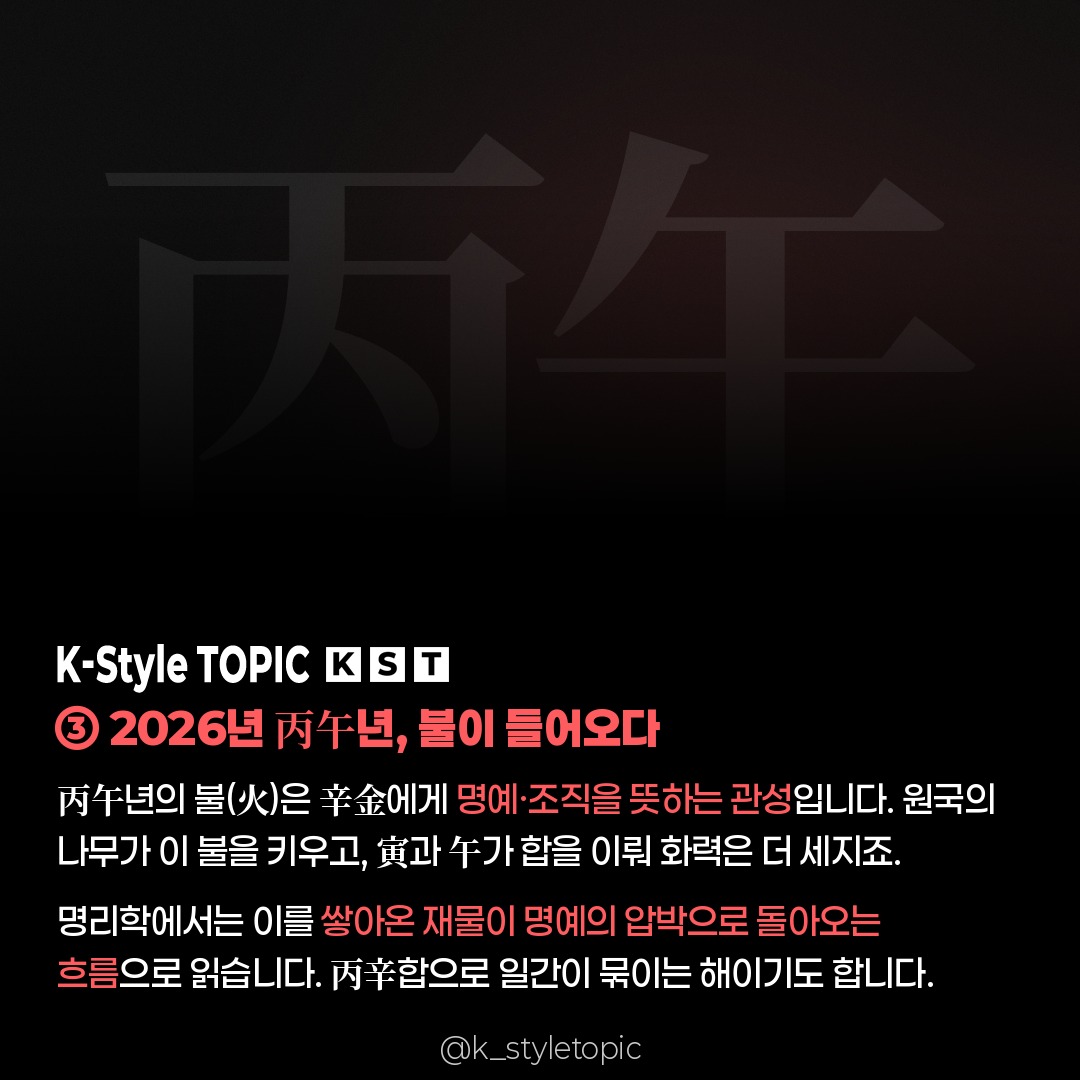 丙午
K-Style TOPIC KST
③ 2026년 丙午년, 불이 들어오다
丙午년의 불(火)은 辛金에게 명예·조직을 뜻하는 관성입니다. 원국의
나무가 이 불을 키우고, 寅과 午가 합을 이뤄 화력은 더 세지죠.
명리학에서는 이를 쌓아온 재물이 명예의 압박으로 돌아오는
흐름으로 읽습니다. 丙辛합으로 일간이 묶이는 해이기도 합니다.
@k_styletopic